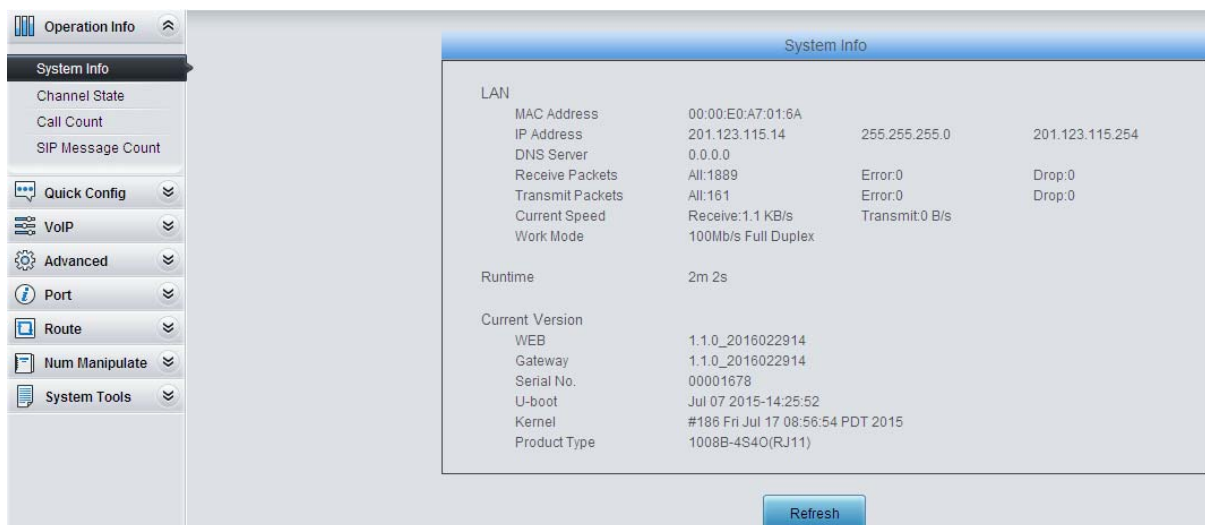 Operation Info
System Info
Channel State
Call Count
SIP Message Count
Quick Config
VoIP
Advanced
Port
Route
Num Manipulate
System Tools
System Info
LAN
MAC Address 00:00:E0:A7:01:6A
IP Address 201.123.115.14 255.255.255.0 201.123.115.254
DNS Server 0.0.0.0
Receive Packets All:1889 Error:0 Drop:0
Transmit Packets All:161 Error:0 Drop:0
Current Speed Receive:1.1 KB/s Transmit:0 B/s
Work Mode 100Mb/s Full Duplex
Runtime 2m 2s
Current Version
WEB 1.1.0_2016022914
Gateway 1.1.0_2016022914
Serial No. 00001678
U-boot Jul 07 2015-14:25:52
Kernel #186 Fri Jul 17 08:56:54 PDT 2015
Product Type 1008B-4S4O(RJ11)
Refresh